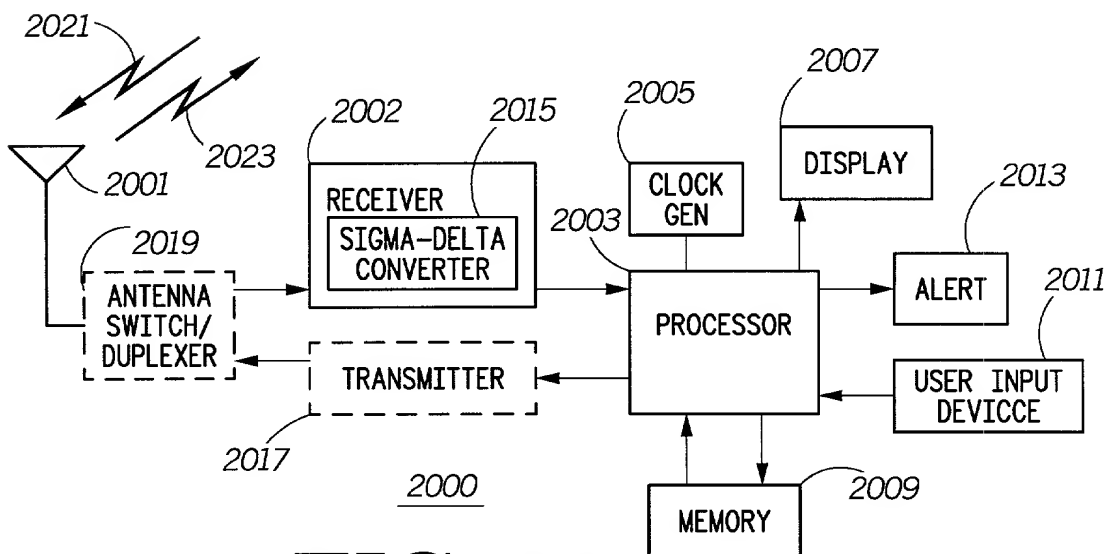 2021
2007
2002
2015
2005
DISPLAY
2023
2001
RECEIVER
CLOCK
GEN
2013
2003
SIGMA-DELTA
CONVERTER
2019
ALERT
2011
ANTENNA
SWITCH/
DUPLEXER
PROCESSOR
TRANSMITTER
USER INPUT
DEVICCE
2017
2000
2009
MEMORY